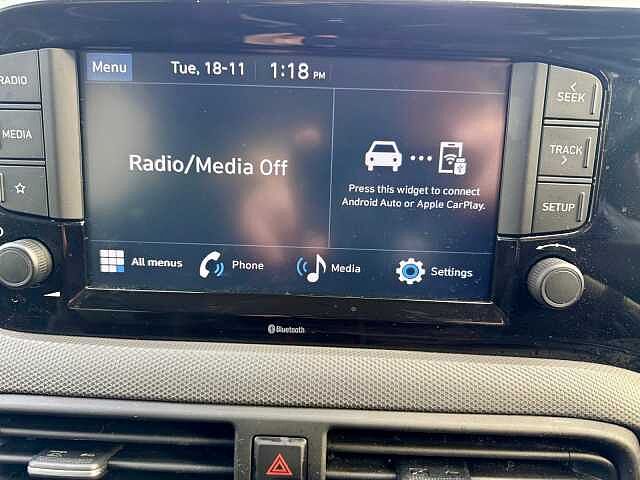 RADIO
MEDIA
Menu
Tue, 18-11
1:18 PM
Radio/Media Off
Press this widget to connect
Android Auto or Apple CarPlay.
All menus
Phone
Media
Settings
SEEK
TRACK
SETUP
Bluetooth